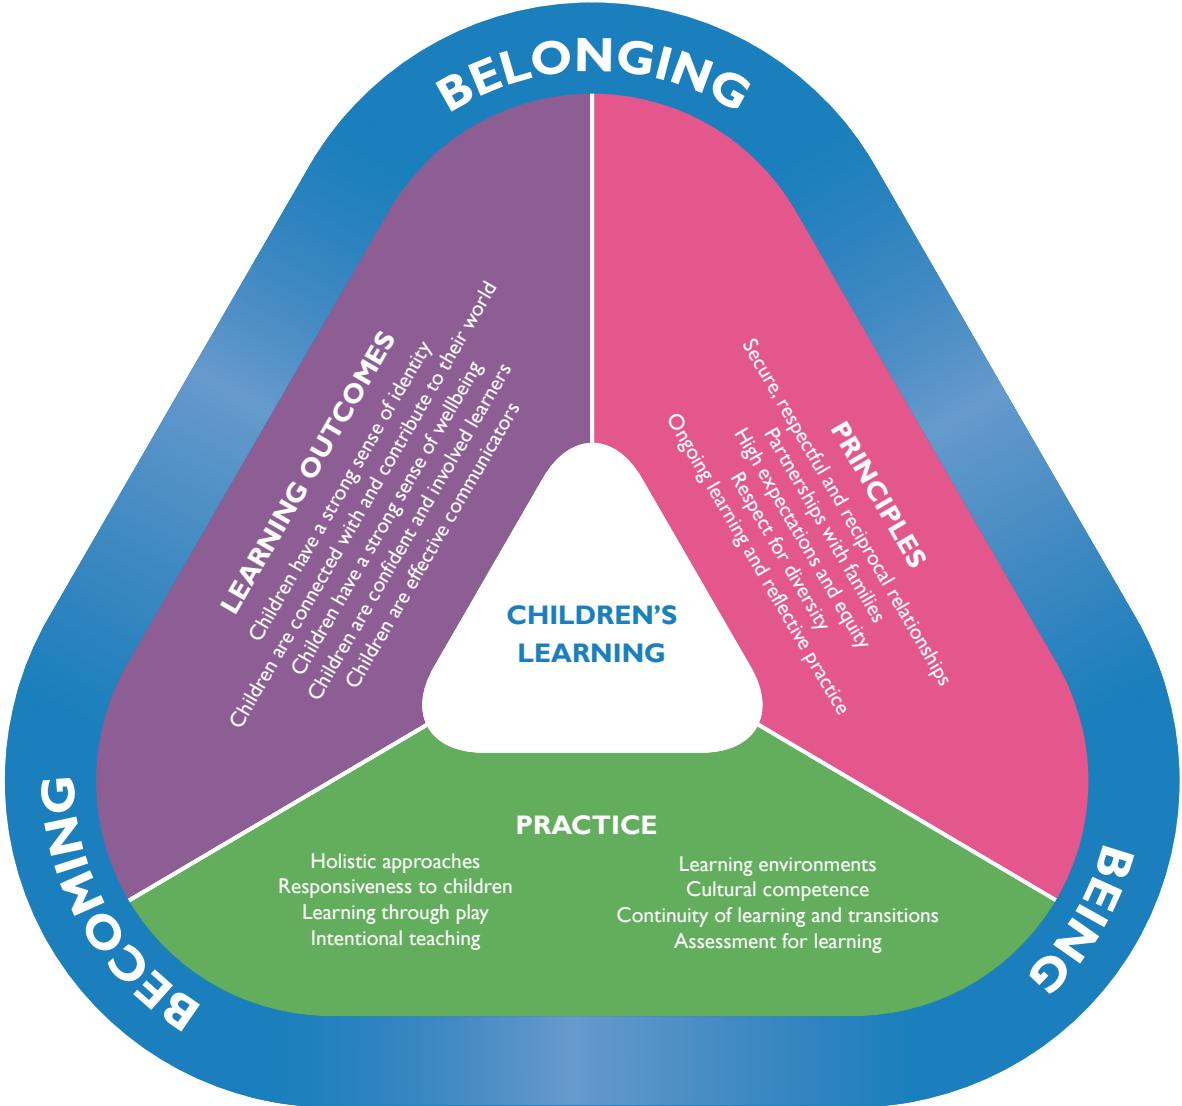 BELONGING
LEARNING OUTCOMES
Children have a strong sense of identity
Children are connected with and contribute to their world
Children have a strong sense of wellbeing
Children are confident and involved learners
Children are effective communicators
PRINCIPLES
Secure, respectful and reciprocal relationships
Partnerships with families
High expectations and equity
Respect for diversity
Ongoing learning and reflective practice
CHILDREN'S
LEARNING
PRACTICE
Holistic approaches
Responsiveness to children
Learning through play
Intentional teaching
Learning environments
Cultural competence
Continuity of learning and transitions
Assessment for learning
BECOMING
BEING